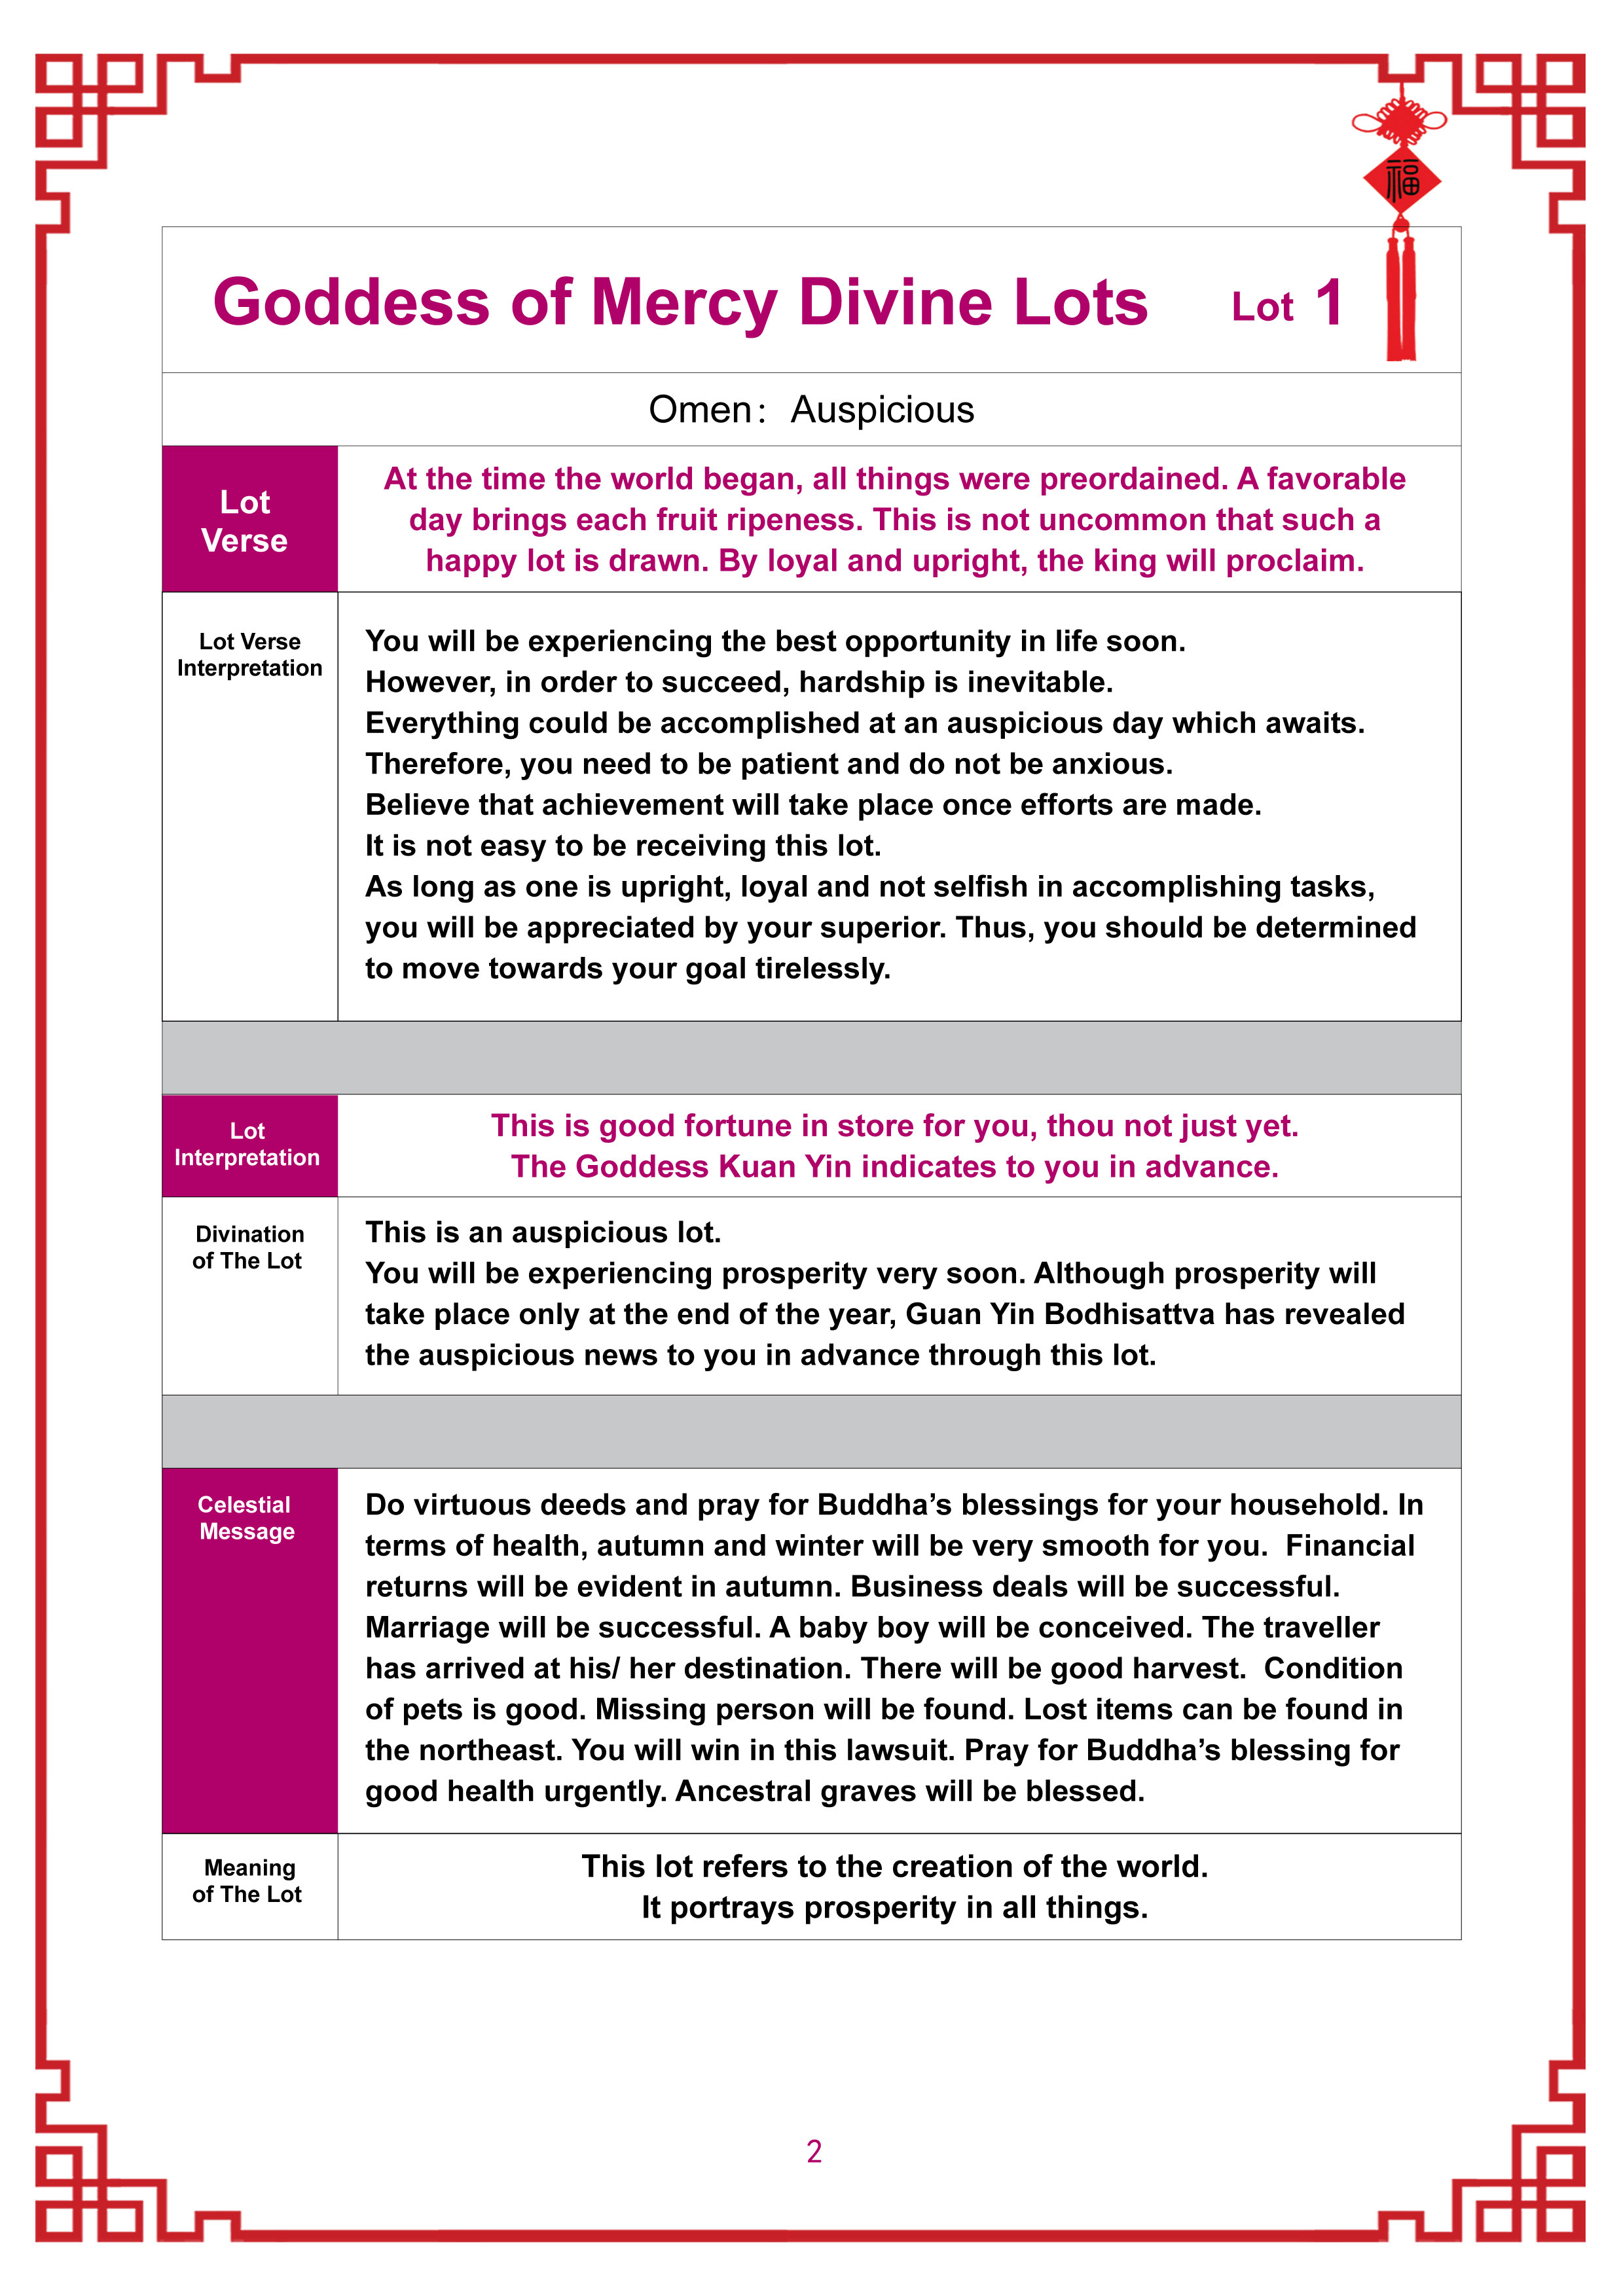 福
Goddess of Mercy Divine Lots Lot 1
Omen： Auspicious
Lot
Verse
At the time the world began, all things were preordained. A favorable
day brings each fruit ripeness. This is not uncommon that such a
happy lot is drawn. By loyal and upright, the king will proclaim.
Lot Verse
Interpretation
You will be experiencing the best opportunity in life soon.
However, in order to succeed, hardship is inevitable.
Everything could be accomplished at an auspicious day which awaits.
Therefore, you need to be patient and do not be anxious.
Believe that achievement will take place once efforts are made.
It is not easy to be receiving this lot.
As long as one is upright, loyal and not selfish in accomplishing tasks,
you will be appreciated by your superior. Thus, you should be determined
to move towards your goal tirelessly.
Lot
Interpretation
This is good fortune in store for you, thou not just yet.
The Goddess Kuan Yin indicates to you in advance.
Divination
of The Lot
This is an auspicious lot.
You will be experiencing prosperity very soon. Although prosperity will
take place only at the end of the year, Guan Yin Bodhisattva has revealed
the auspicious news to you in advance through this lot.
Celestial
Message
Do virtuous deeds and pray for Buddha’s blessings for your household. In
terms of health, autumn and winter will be very smooth for you.  Financial
returns will be evident in autumn. Business deals will be successful.
Marriage will be successful. A baby boy will be conceived. The traveller
has arrived at his/ her destination. There will be good harvest.  Condition
of pets is good. Missing person will be found. Lost items can be found in
the northeast. You will win in this lawsuit. Pray for Buddha’s blessing for
good health urgently. Ancestral graves will be blessed.
Meaning
of The Lot
This lot refers to the creation of the world.
It portrays prosperity in all things.
2